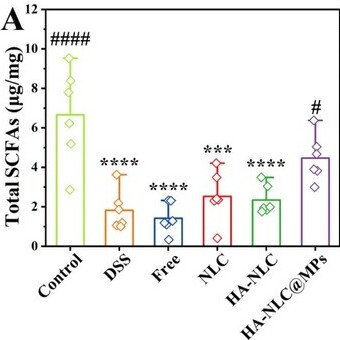 A
Total SCFAs (μg/mg)
12
10
8
6
4
2
0
####
****
****
***
****
#
Control
DSS
Free
NLC
HA-NLC
HA-NLC@MPs